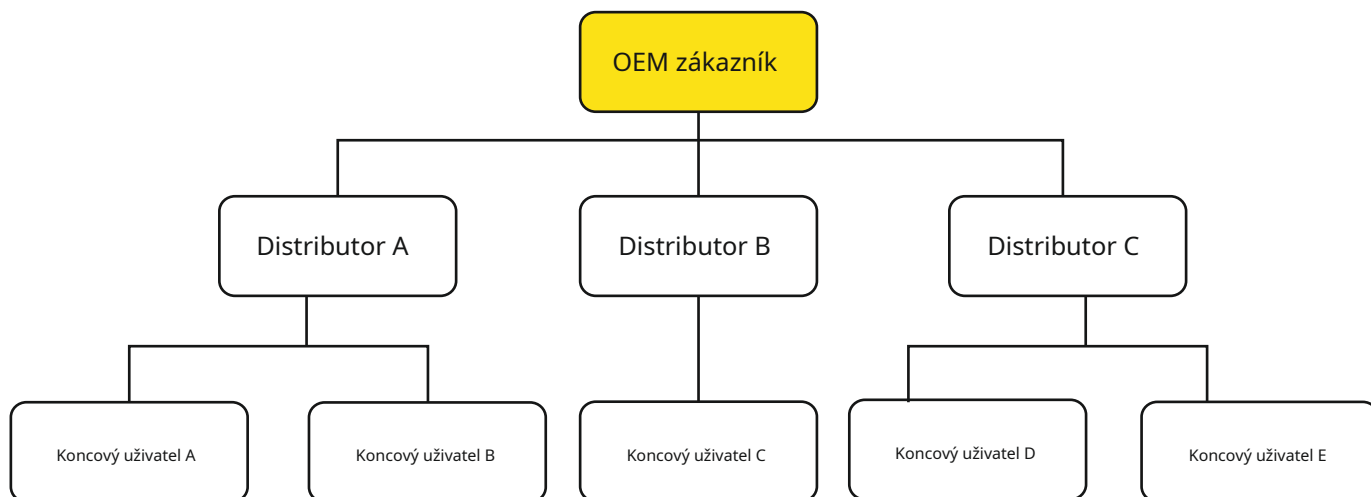 OEM zákazník
Distributor A
Distributor B
Distributor C
Koncový uživatel A
Koncový uživatel B
Koncový uživatel C
Koncový uživatel D
Koncový uživatel E